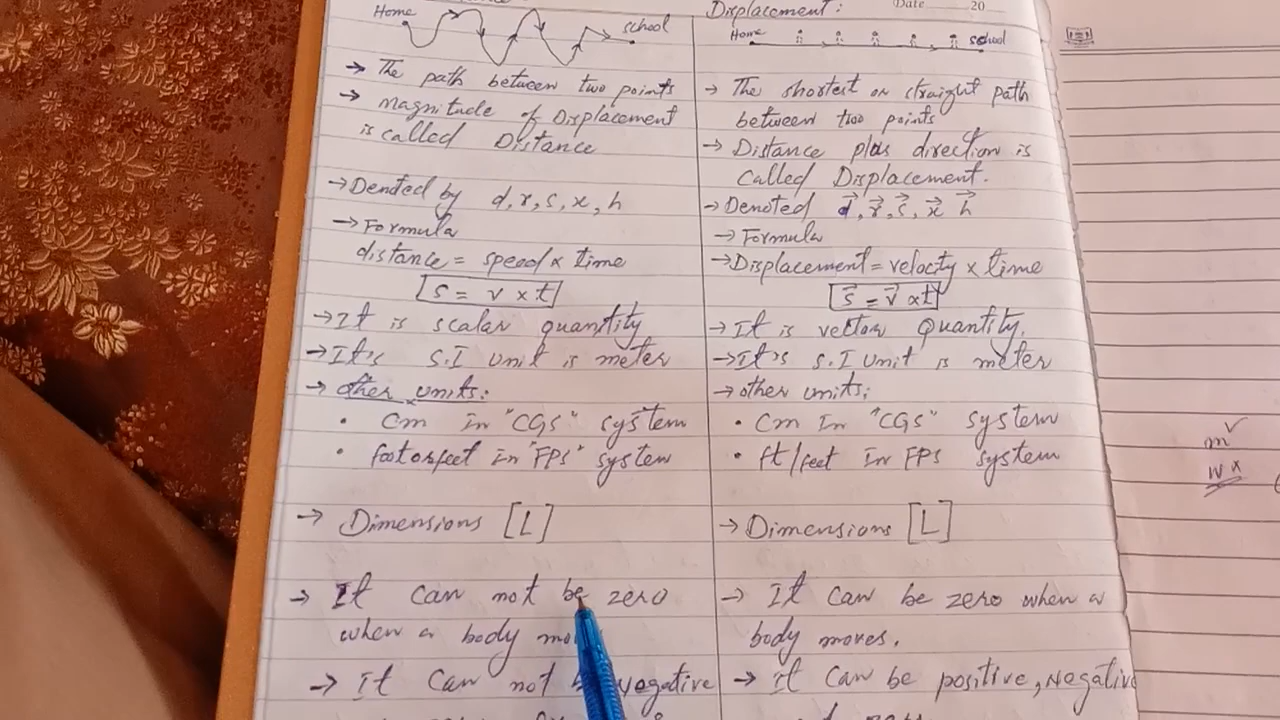 Displacement:
Date 20
Home
school
→ The path between two points
→ magnitude of Displacement
is called Distance
→ Denoted by d, r, s, x, h
→ Formula
distance = speed x time
s = v x t
→ It is scalar quantity
→ It's S.I unit is meter
→ other units:
• Cm in "CGS" system
• foot or feet in "FPS" system
→ Dimensions [L]
→ It can not be zero
when a body
→ It Can not Negative
Home
school
→ The shortest or straight path
between two points
→ Distance plus direction is
called Displacement.
→ Denoted d⃗, r⃗, s⃗, x⃗ h⃗
→ Formula
→ Displacement = velocity x time
s⃗ = v⃗ x t
→ It is vector Quantity.
→ It's S.I Unit is meter
→ other units:
• Cm In "CGS" system
• ft/feet In FPS system
→ Dimensions [L]
→ It can be zero when a
body moves.
→ It Can be positive, Negative
m
w x